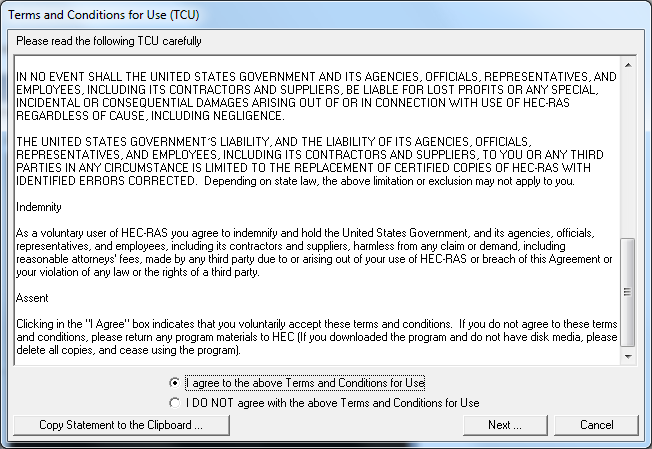 Terms and Conditions for Use (TCU)
Please read the following TCU carefully
IN NO EVENT SHALL THE UNITED STATES GOVERNMENT AND ITS AGENCIES, OFFICIALS, REPRESENTATIVES, AND
EMPLOYEES, INCLUDING ITS CONTRACTORS AND SUPPLIERS, BE LIABLE FOR LOST PROFITS OR ANY SPECIAL,
INCIDENTAL OR CONSEQUENTIAL DAMAGES ARISING OUT OF OR IN CONNECTION WITH USE OF HEC-RAS
REGARDLESS OF CAUSE, INCLUDING NEGLIGENCE.
THE UNITED STATES GOVERNMENT'S LIABILITY, AND THE LIABILITY OF ITS AGENCIES, OFFICIALS,
REPRESENTATIVES, AND EMPLOYEES, INCLUDING ITS CONTRACTORS AND SUPPLIERS, TO YOU OR ANY THIRD
PARTIES IN ANY CIRCUMSTANCE IS LIMITED TO THE REPLACEMENT OF CERTIFIED COPIES OF HEC-RAS WITH
IDENTIFIED ERRORS CORRECTED.  Depending on state law, the above limitation or exclusion may not apply to you.
Indemnity
As a voluntary user of HEC-RAS you agree to indemnify and hold the United States Government, and its agencies, officials,
representatives, and employees, including its contractors and suppliers, harmless from any claim or demand, including
reasonable attorneys' fees, made by any third party due to or arising out of your use of HEC-RAS or breach of this Agreement or
your violation of any law or the rights of a third party.
Assent
Clicking in the "I Agree" box indicates that you voluntarily accept these terms and conditions.  If you do not agree to these terms
and conditions, please return any program materials to HEC (If you downloaded the program and do not have disk media, please
delete all copies, and cease using the program).
I agree to the above Terms and Conditions for Use
I DO NOT agree with the above Terms and Conditions for Use
Copy Statement to the Clipboard ...
Next ...
Cancel